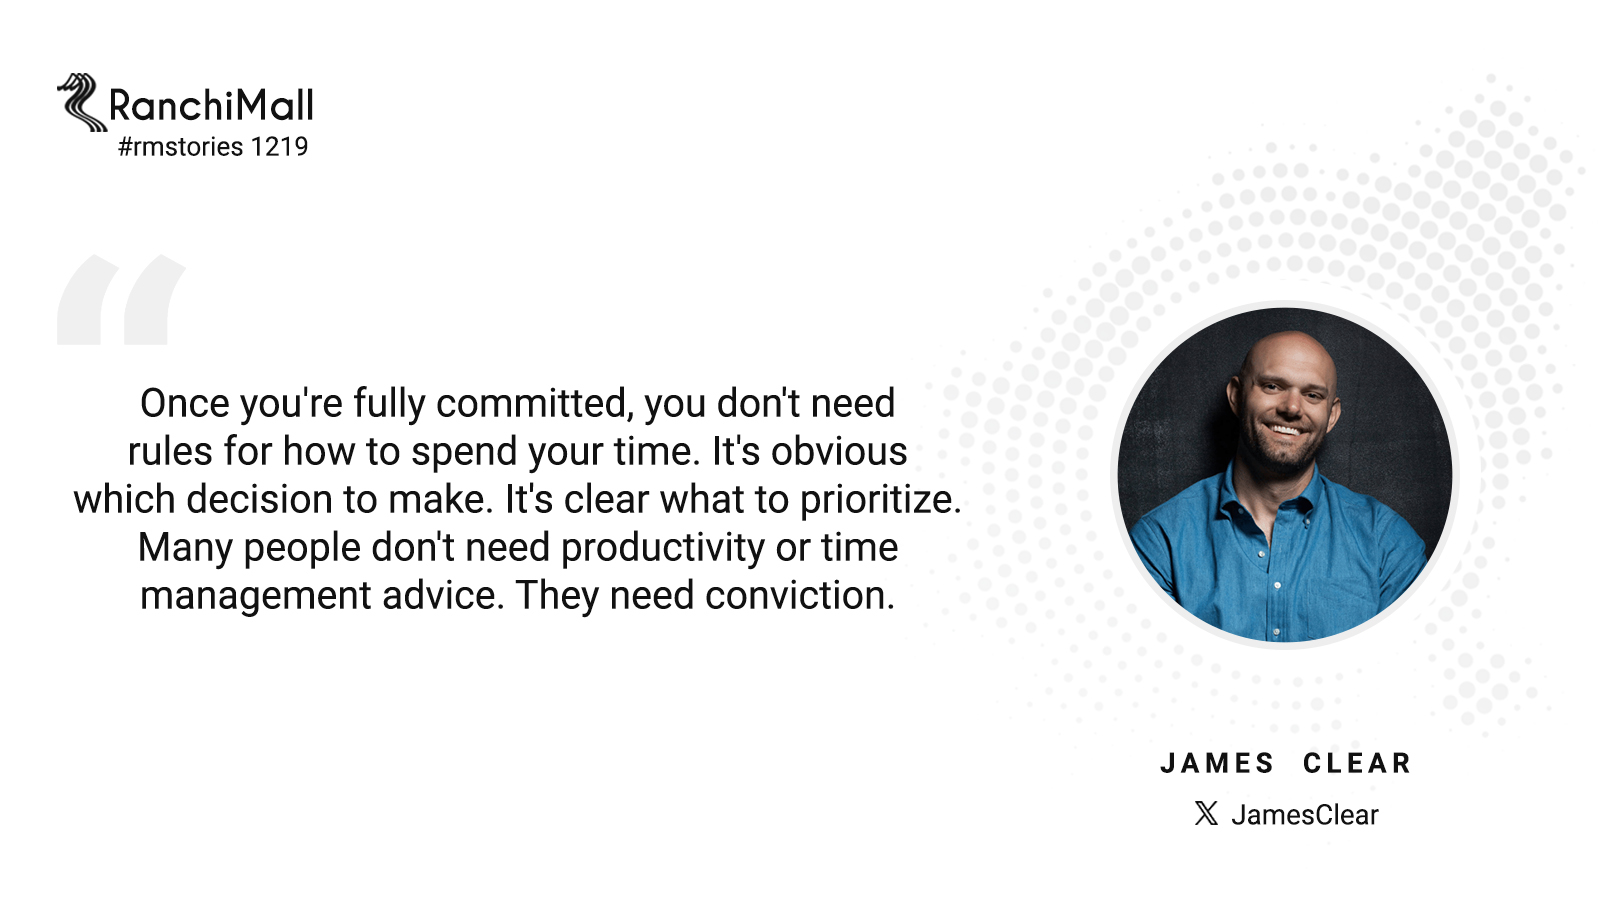 RanchiMall
#rmstories 1219
Once you're fully committed, you don't need
rules for how to spend your time. It's obvious
which decision to make. It's clear what to prioritize.
Many people don't need productivity or time
management advice. They need conviction.
JAMES CLEAR
𝕏 JamesClear